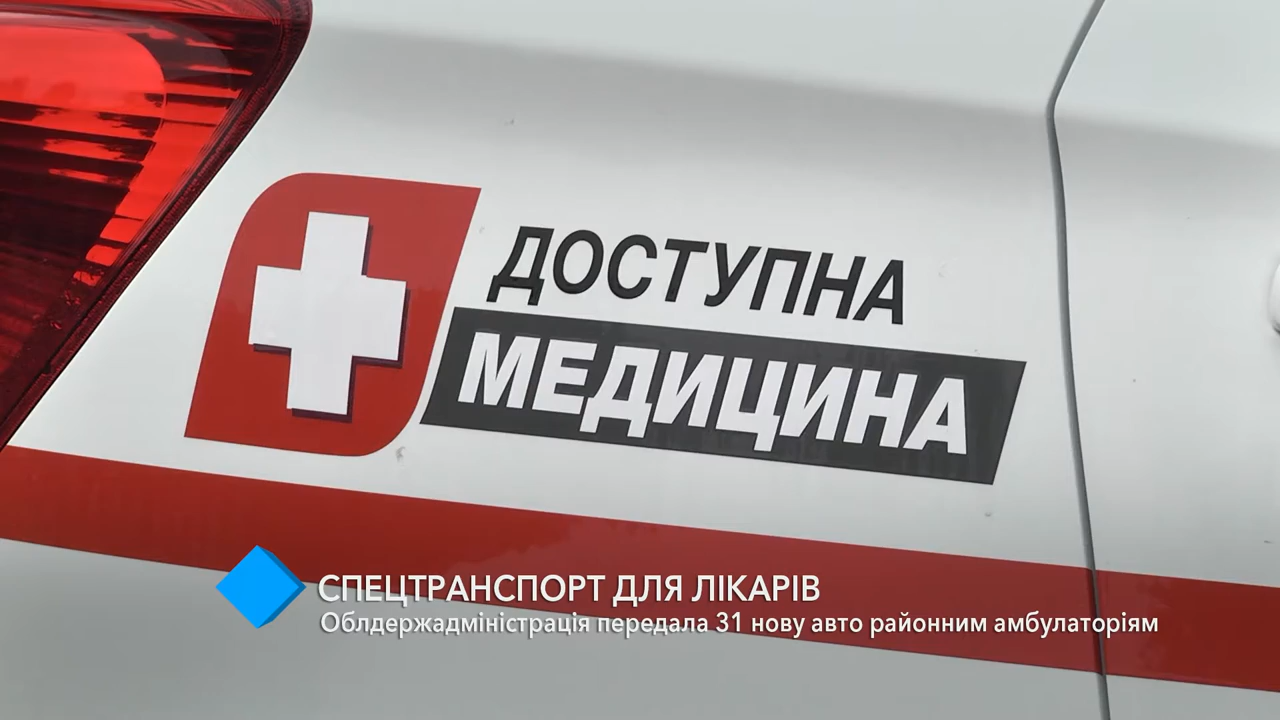 ДОСТУПНА
МЕДИЦИНА
СПЕЦТРАНСПОРТ ДЛЯ ЛІКАРІВ
Облдержадміністрація передала 31 нову авто районним амбулаторіям